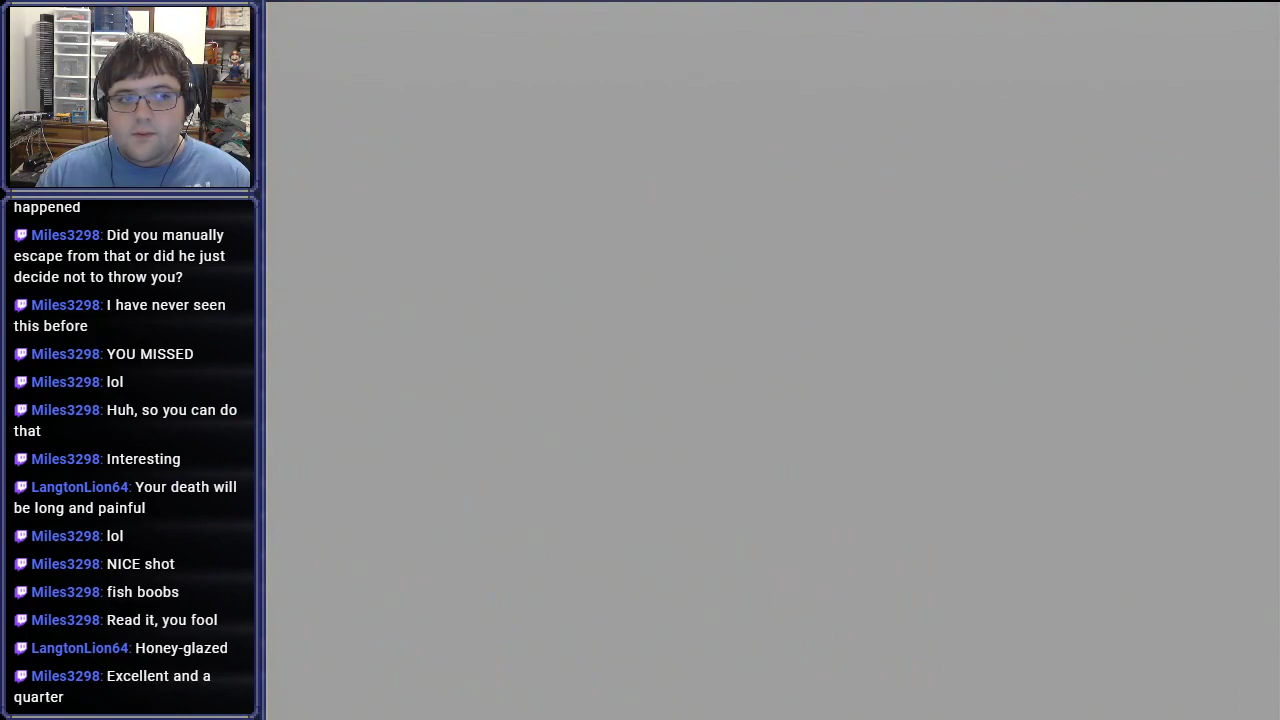 happened
Miles3298: Did you manually
escape from that or did he just
decide not to throw you?
Miles3298: I have never seen
this before
Miles3298: YOU MISSED
Miles3298: lol
Miles3298: Huh, so you can do
that
Miles3298: Interesting
LangtonLion64: Your death will
be long and painful
Miles3298: lol
Miles3298: NICE shot
Miles3298: fish boobs
Miles3298: Read it, you fool
LangtonLion64: Honey-glazed
Miles3298: Excellent and a
quarter